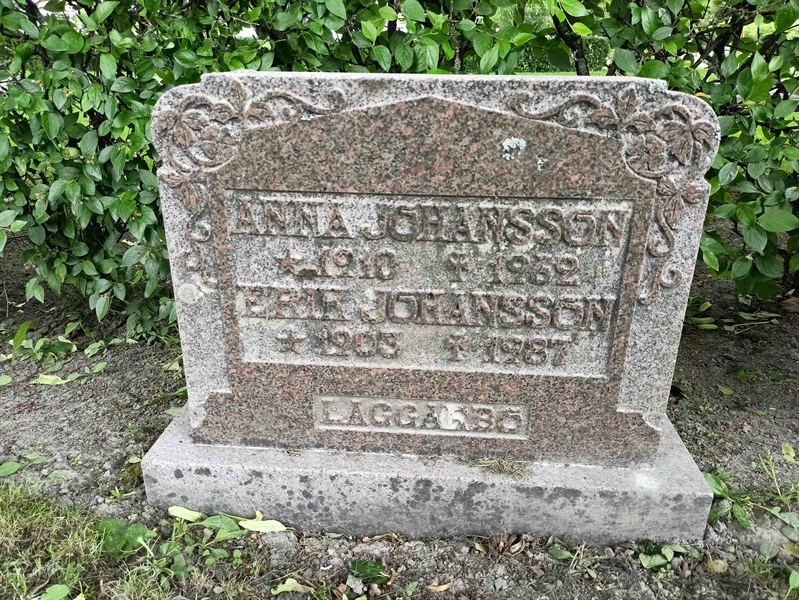 ANNA JOHANSSON
* 1910 † 1962
ERIK JOHANSSON
* 1903 † 1987
LAGGARBO